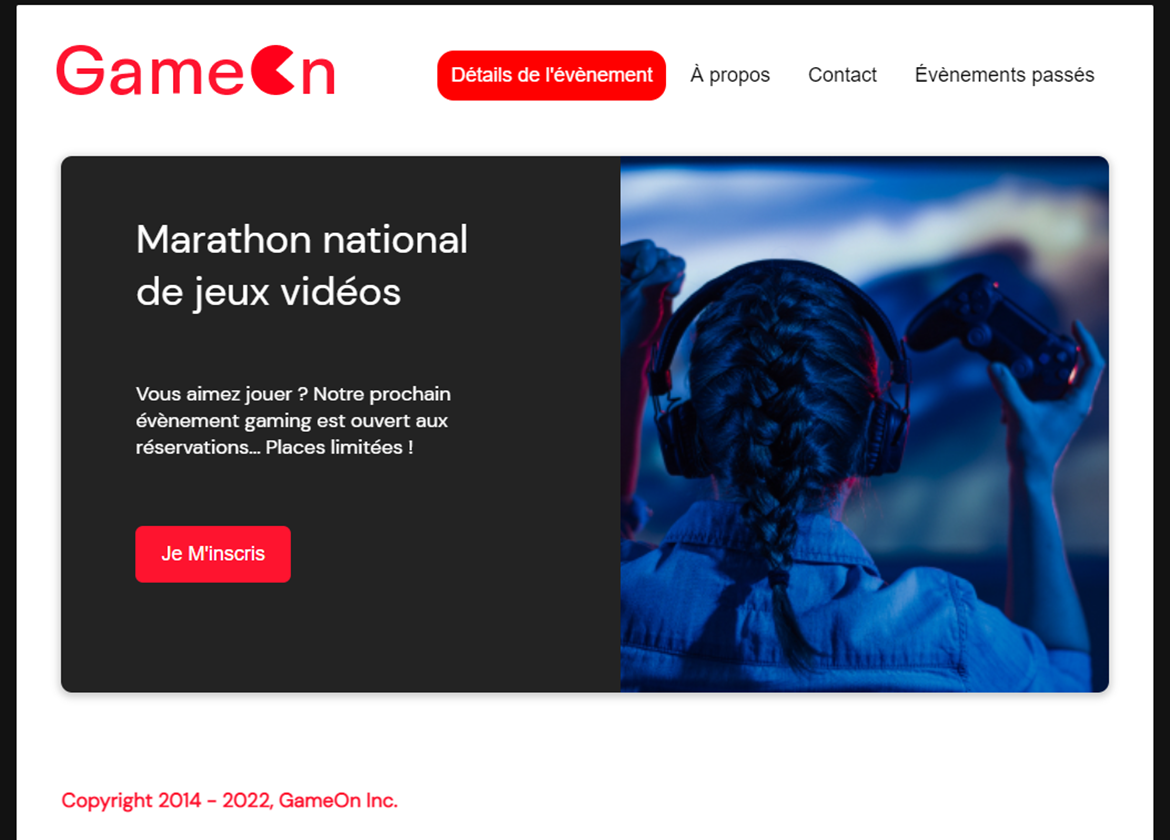 GameOn
Détails de l'évènement À propos Contact Évènements passés
Marathon national
de jeux vidéos
Vous aimez jouer ? Notre prochain
évènement gaming est ouvert aux
réservations... Places limitées !
Je M'inscris
Copyright 2014 - 2022, GameOn Inc.